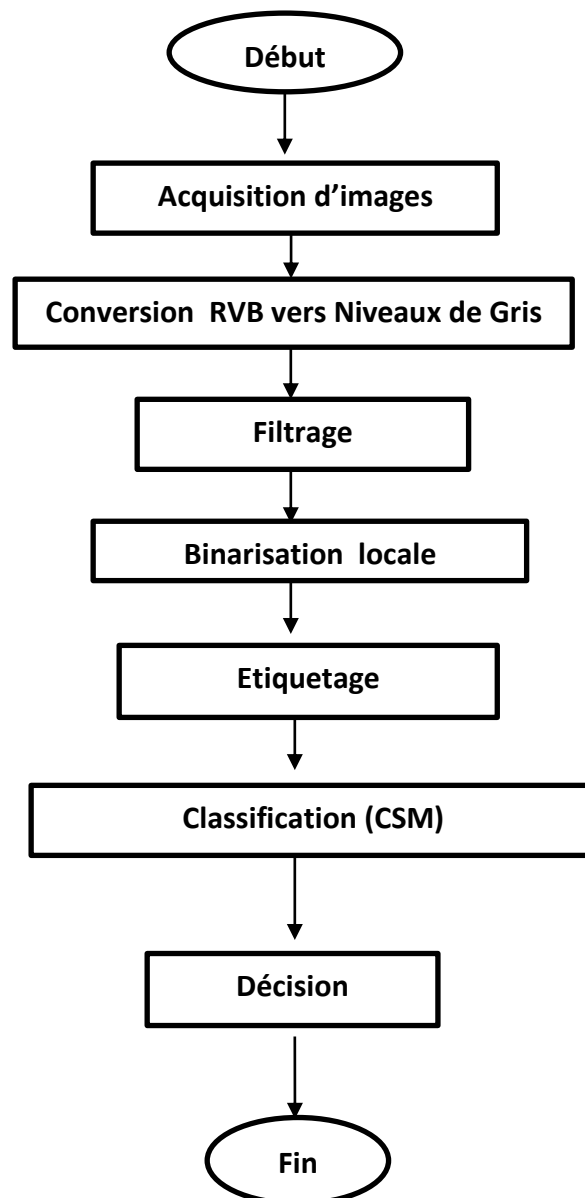 Début
Acquisition d’images
Conversion RVB vers Niveaux de Gris
Filtrage
Binarisation locale
Etiquetage
Classification (CSM)
Décision
Fin